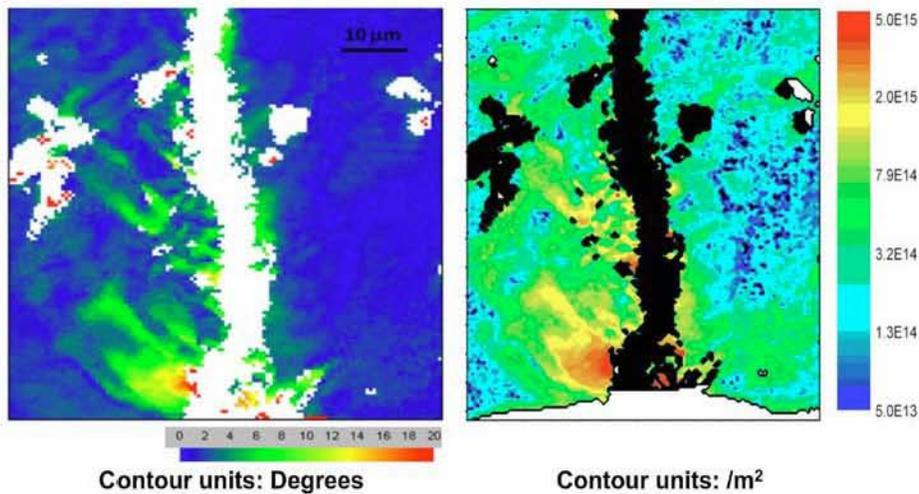 10 µm
5.0E15
2.0E15
7.9E14
3.2E14
1.3E14
5.0E13
0 2 4 6 8 10 12 14 16 18 20
Contour units: Degrees
Contour units: /m²